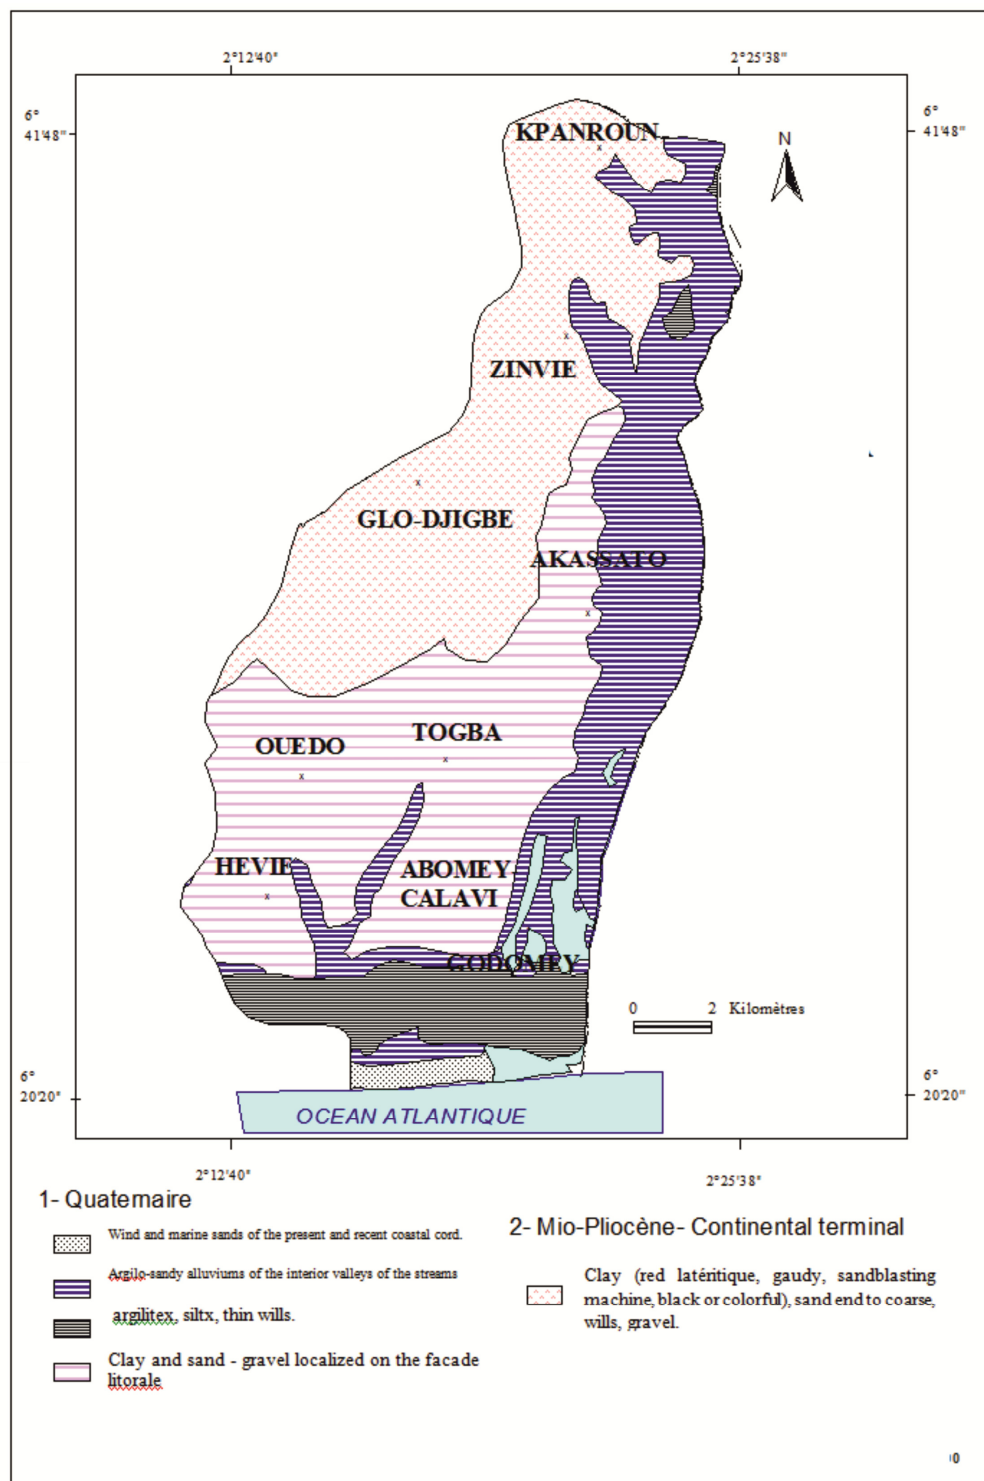 2°12'40"
2°25'38"
6°
41'48"
6°
41'48"
KPANROUN
N
ZINVIE
GLO-DJIGBE
AKASSATO
TOGBA
OUEDO
HEVIE
ABOMEY-
CALAVI
GODOMEY
0 2 Kilomètres
6°
20'20"
6°
20'20"
OCEAN ATLANTIQUE
2°12'40"
2°25'38"
1- Quaternaire
Wind and marine sands of the present and recent coastal cord.
Argilo-sandy alluviums of the interior valleys of the streams
argilitex, siltx, thin wills.
Clay and sand - gravel localized on the facade
litorale
2- Mio-Pliocène- Continental terminal
Clay (red latéritique, gaudy, sandblasting
machine, black or colorful), sand end to coarse,
wills, gravel.